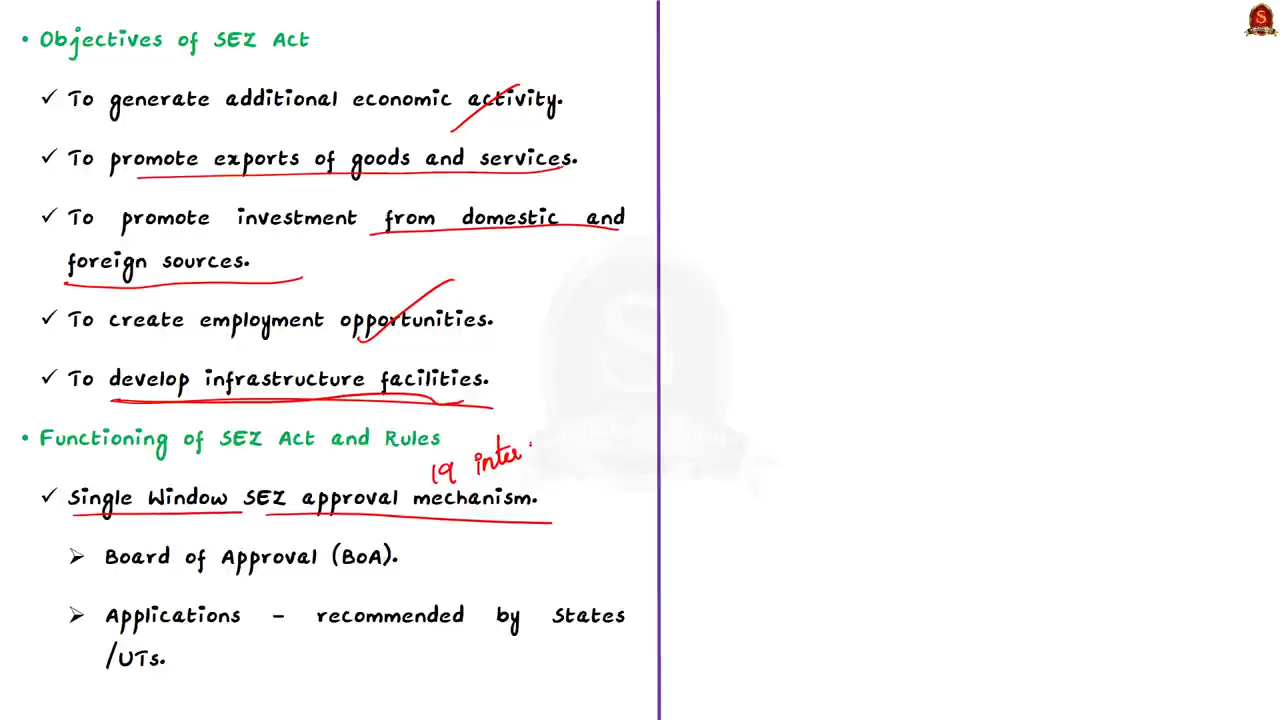 • Objectives of SEZ Act
✓ To generate additional economic activity.
✓ To promote exports of goods and services.
✓ To promote investment from domestic and
foreign sources.
✓ To create employment opportunities.
✓ To develop infrastructure facilities.
• Functioning of SEZ Act and Rules
19 inte
✓ Single Window SEZ approval mechanism.
➢ Board of Approval (BoA).
➢ Applications - recommended by States
/UTs.